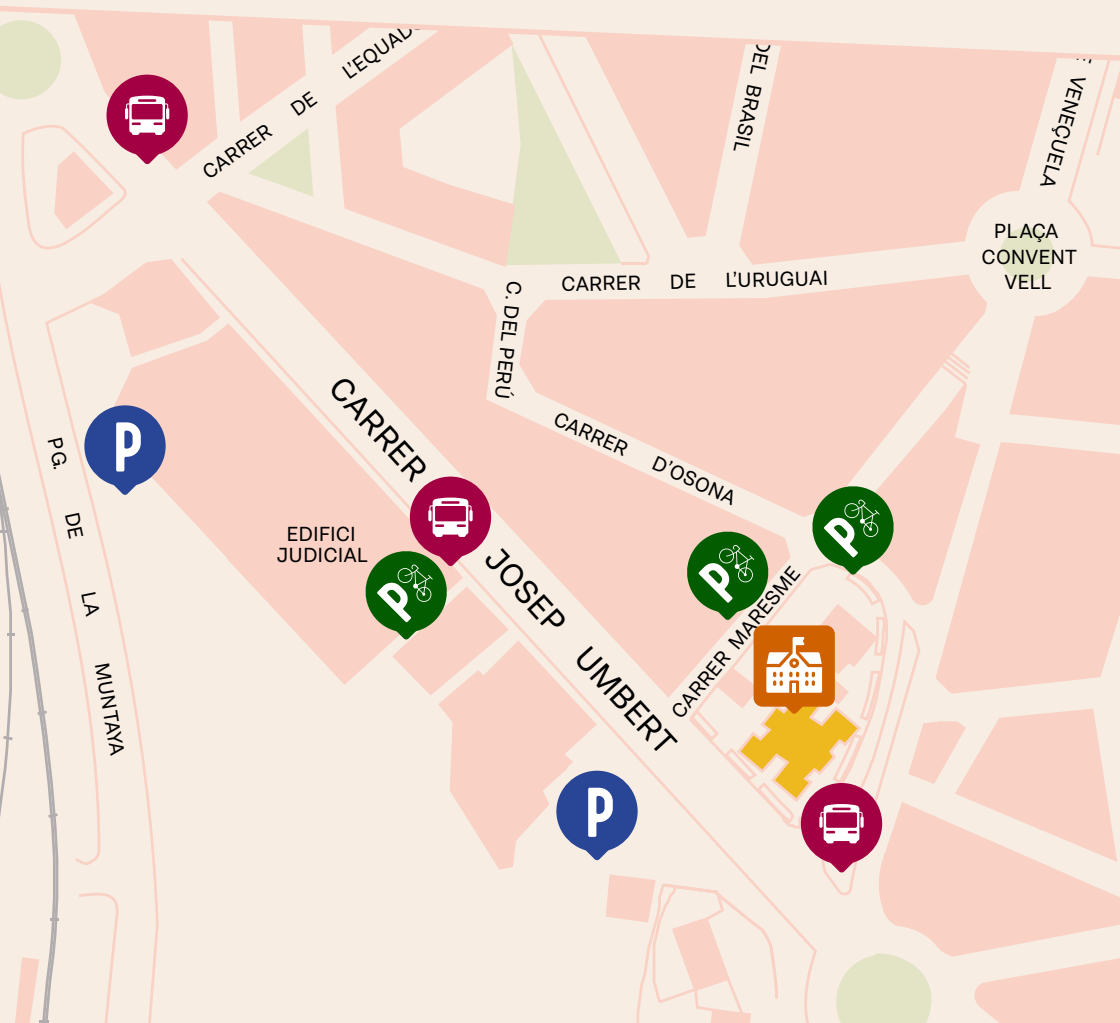 CARRER DE L'EQUAD
DEL BRASIL
VENEÇUELA
PLAÇA
CONVENT
VELL
CARRER DE L'URUGUAI
C. DEL PERÚ
CARRER D'OSONA
CARRER JOSEP UMBERT
EDIFICI
JUDICIAL
PG. DE LA MUNTAYA
CARRER MARESME
P
P
P
P
P